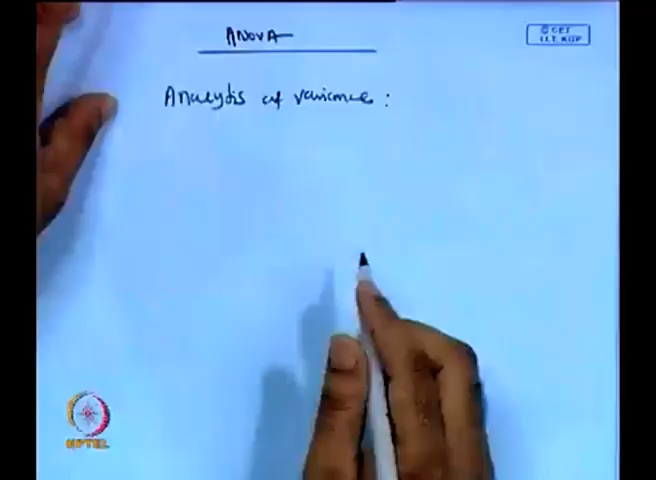 ANOVA
© CET
I.I.T. KGP
Analysis of variance :
NPTEL